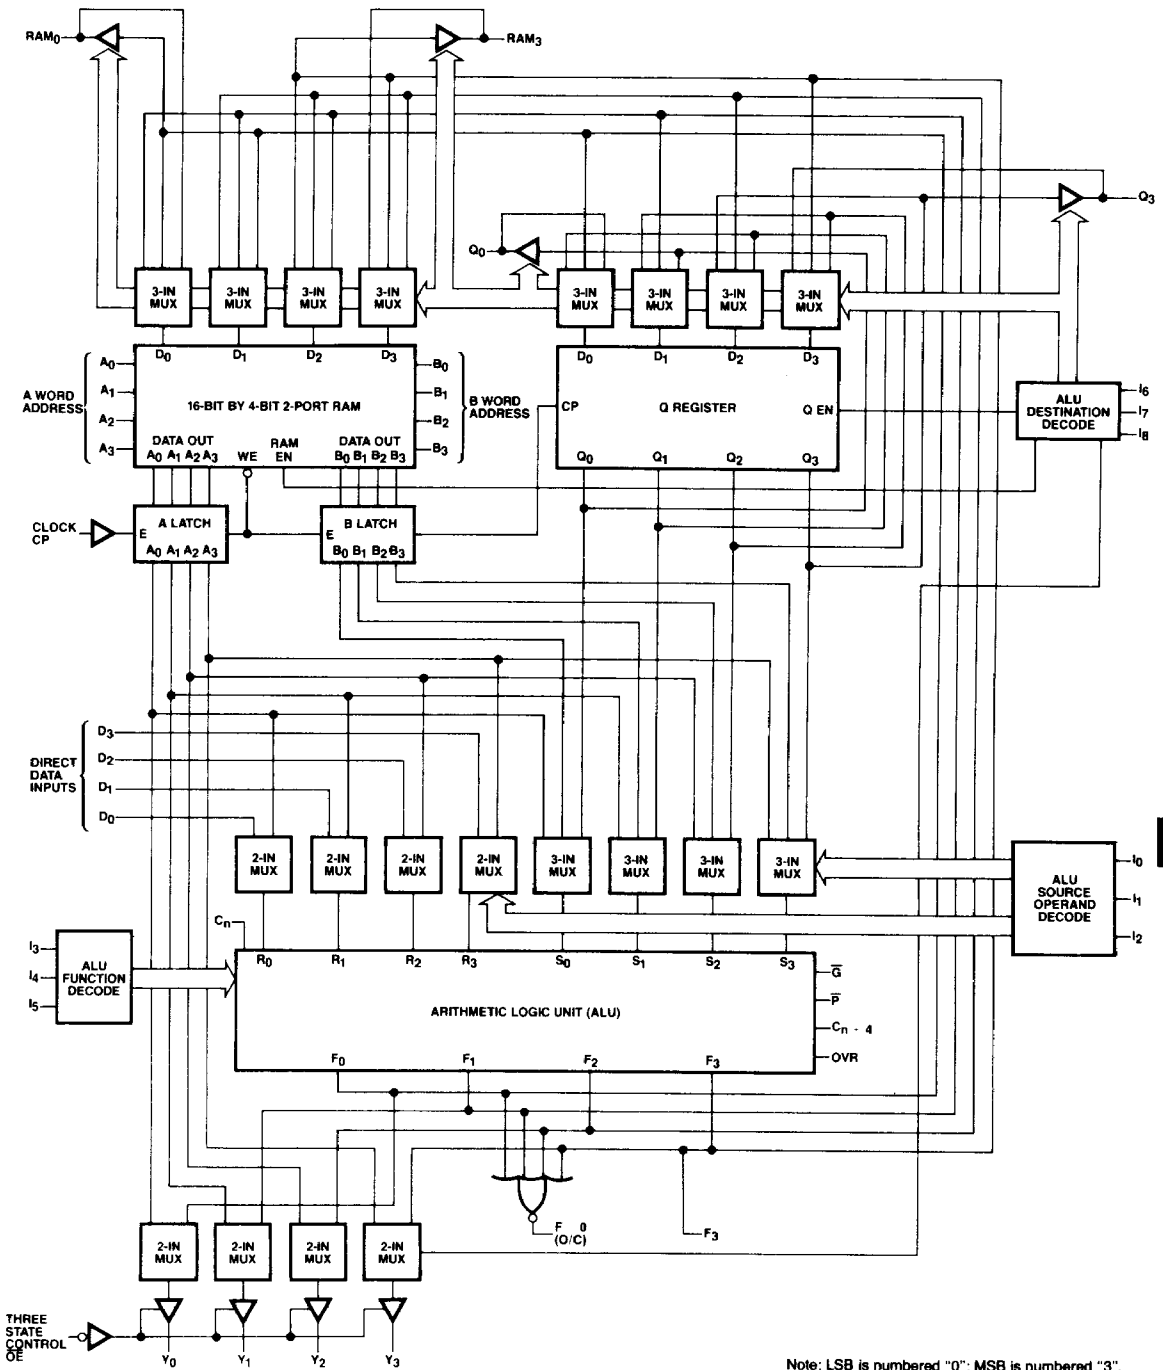 RAM0
RAM3
Q3
Q0
3-IN MUX
3-IN MUX
3-IN MUX
3-IN MUX
3-IN MUX
3-IN MUX
3-IN MUX
3-IN MUX
A WORD ADDRESS
A0
A1
A2
A3
D0 D1 D2 D3
16-BIT BY 4-BIT 2-PORT RAM
DATA OUT
A0 A1 A2 A3
WE
RAM EN
DATA OUT
B0 B1 B2 B3
B0
B1
B2
B3
B WORD ADDRESS
D0 D1 D2 D3
CP
Q REGISTER
Q EN
Q0 Q1 Q2 Q3
ALU DESTINATION DECODE
I6
I7
I8
CLOCK CP
E
A LATCH
A0 A1 A2 A3
E
B LATCH
B0 B1 B2 B3
DIRECT DATA INPUTS
D3
D2
D1
D0
2-IN MUX
2-IN MUX
2-IN MUX
2-IN MUX
3-IN MUX
3-IN MUX
3-IN MUX
3-IN MUX
ALU SOURCE OPERAND DECODE
I0
I1
I2
Cn
I3
I4
I5
ALU FUNCTION DECODE
R0 R1 R2 R3 S0 S1 S2 S3
ARITHMETIC LOGIC UNIT (ALU)
G̅
P̅
Cn - 4
OVR
F0 F1 F2 F3
F 0
(O/C)
F3
2-IN MUX
2-IN MUX
2-IN MUX
2-IN MUX
THREE STATE CONTROL O̅E̅
Y0 Y1 Y2 Y3
Note: LSB is numbered "0"; MSB is numbered "3".